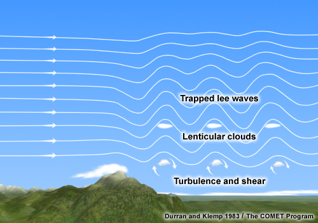 Trapped lee waves
Lenticular clouds
Turbulence and shear
Durran and Klemp 1983 / The COMET Program